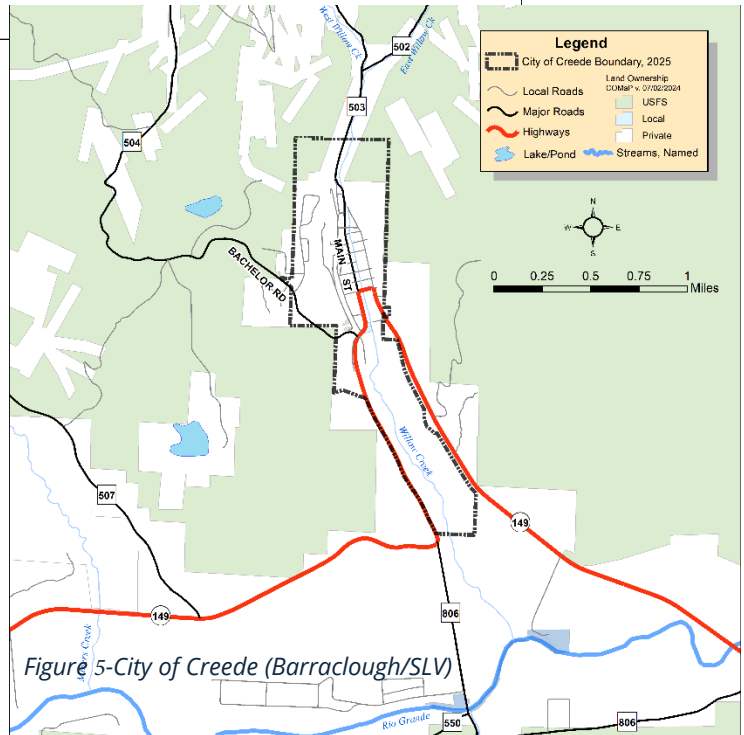 West Willow Ck
East Willow Ck
502
503
504
Legend
City of Creede Boundary, 2025
Local Roads
Major Roads
Highways
Lake/Pond
Land Ownership
COMaP v. 07/02/2024
USFS
Local
Private
Streams, Named
N
W E
S
0 0.25 0.5 0.75 1
Miles
BACHELOR RD
MAIN ST
Willow Creek
507
149
149
806
Figure 5-City of Creede (Barraclough/SLV)
Rio Grande
550
806